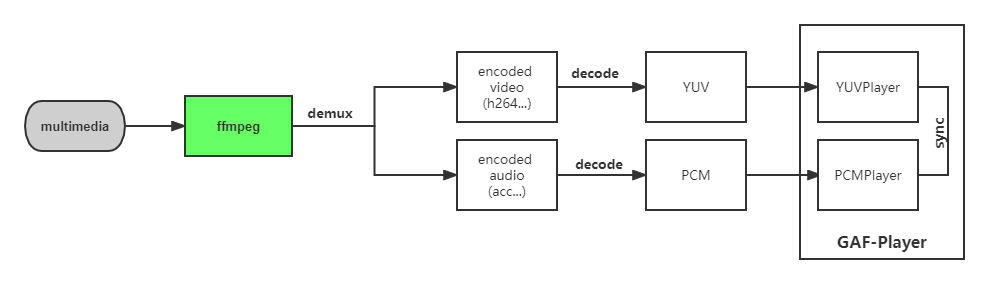 multimedia
ffmpeg
demux
encoded
video
(h264...)
decode
YUV
YUVPlayer
encoded
audio
(acc...)
decode
PCM
PCMPlayer
sync
GAF-Player